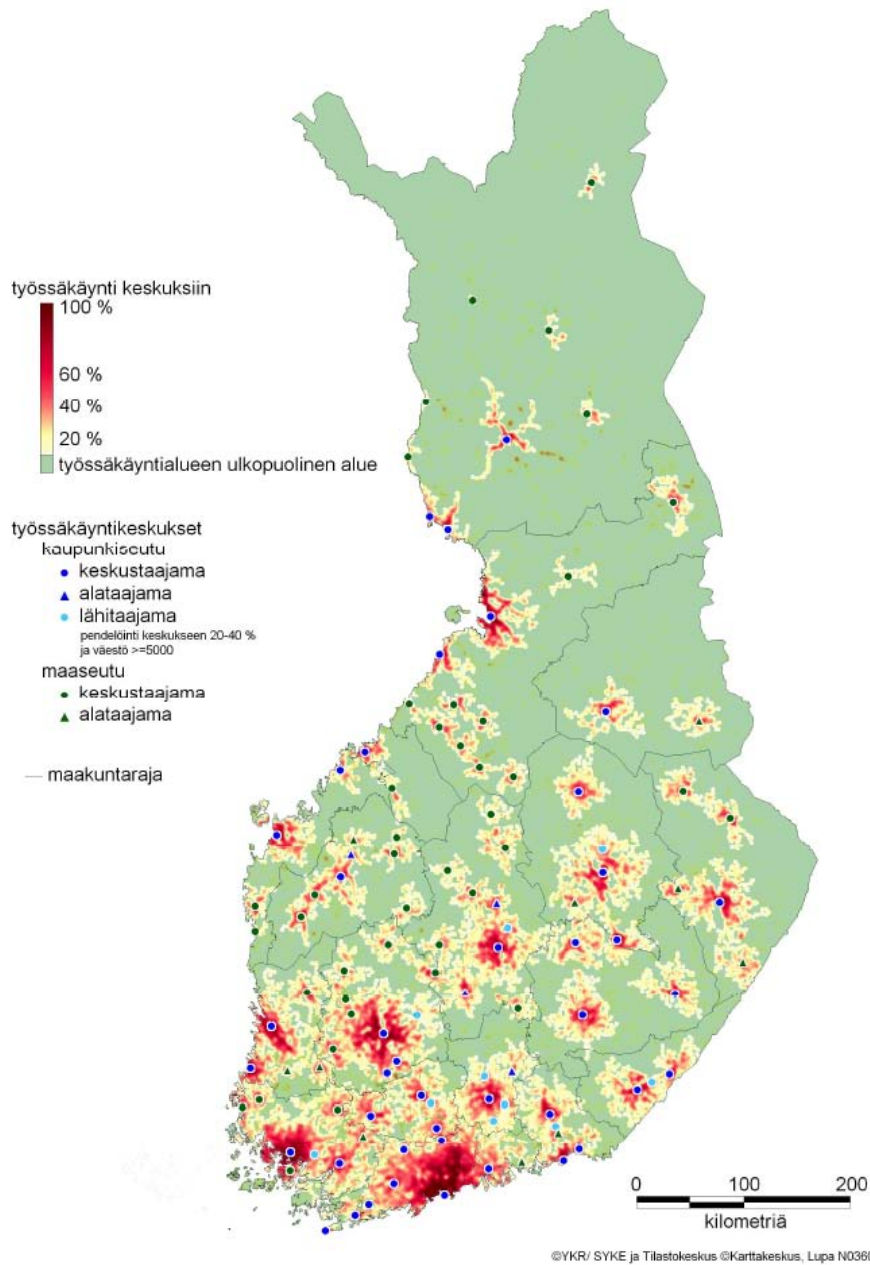 työssäkäynti keskuksiin
100 %
60 %
40 %
20 %
työssäkäyntialueen ulkopuolinen alue
työssäkäyntikeskukset
kaupunkiseutu
keskustaajama
alataajama
lähitaajama
pendelöinti keskukseen 20-40 %
ja väestö >=5000
maaseutu
keskustaajama
alataajama
maakuntaraja
0 100 200
kilometriä
©YKR/ SYKE ja Tilastokeskus ©Karttakeskus, Lupa N0360